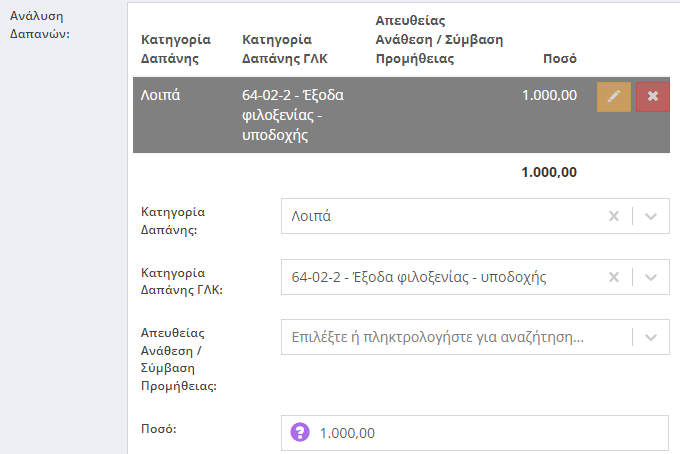 Ανάλυση
Δαπανών:
Κατηγορία
Δαπάνης
Κατηγορία
Δαπάνης ΓΛΚ
Απευθείας
Ανάθεση / Σύμβαση
Προμήθειας
Ποσό
Λοιπά
64-02-2 - Έξοδα
φιλοξενίας -
υποδοχής
1.000,00
1.000,00
Κατηγορία
Δαπάνης:
Λοιπά
Κατηγορία
Δαπάνης ΓΛΚ:
64-02-2 - Έξοδα φιλοξενίας - υποδοχής
Απευθείας
Ανάθεση /
Σύμβαση
Προμήθειας:
Επιλέξτε ή πληκτρολογήστε για αναζήτηση...
Ποσό:
? 1.000,00